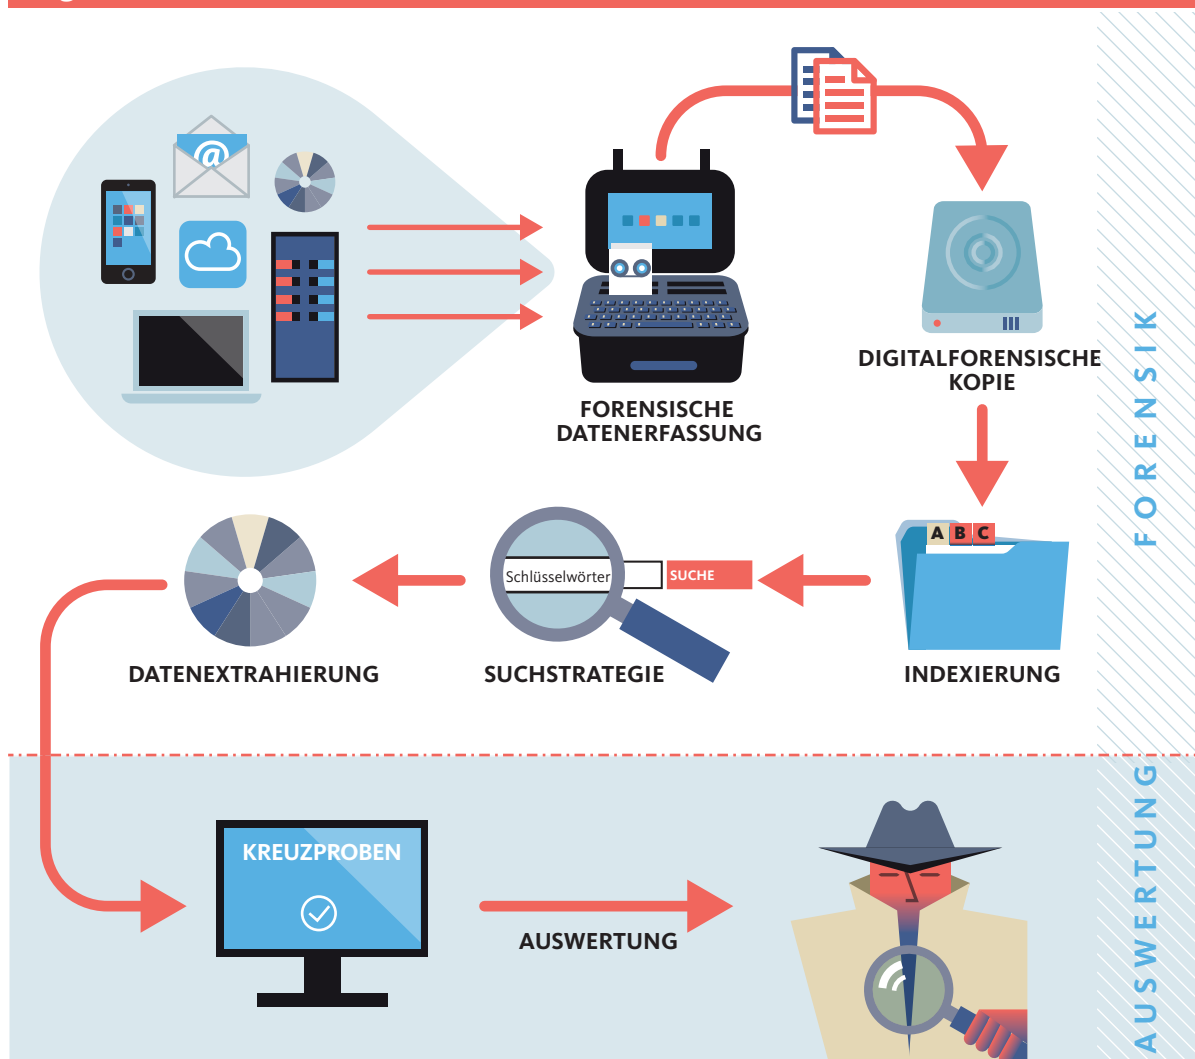 @
FORENSISCHE
DATENERFASSUNG
DIGITALFORENSISCHE
KOPIE
FORENSIK
A B C
INDEXIERUNG
Schlüsselwörter
SUCHE
SUCHSTRATEGIE
DATENEXTRAHIERUNG
KREUZPROBEN
AUSWERTUNG
AUSWERTUNG